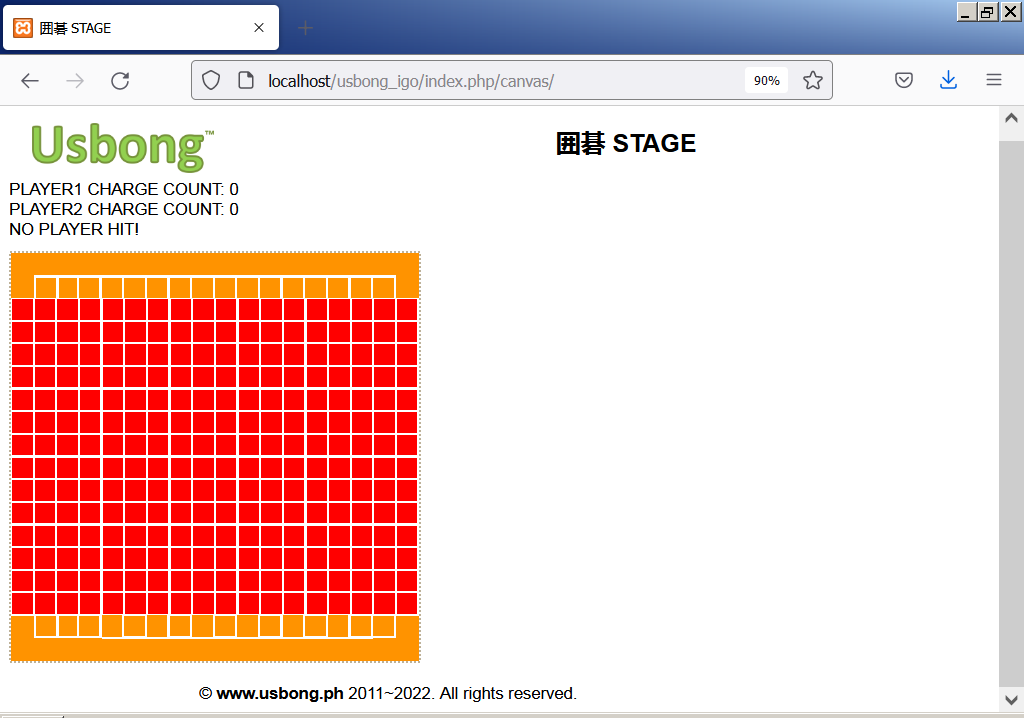 囲碁 STAGE
localhost/usbong_igo/index.php/canvas/
90%
Usbong™
囲碁 STAGE
PLAYER1 CHARGE COUNT: 0
PLAYER2 CHARGE COUNT: 0
NO PLAYER HIT!
© www.usbong.ph 2011~2022. All rights reserved.